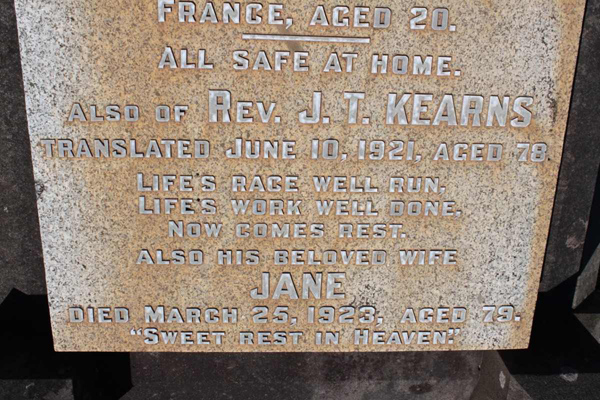 FRANCE, AGED 20.
ALL SAFE AT HOME.
ALSO OF REV. J. T. KEARNS
TRANSLATED JUNE 10, 1921, AGED 78
LIFE'S RACE WELL RUN,
LIFE'S WORK WELL DONE,
NOW COMES REST.
ALSO HIS BELOVED WIFE
JANE
DIED MARCH 25, 1923, AGED 79.
"SWEET REST IN HEAVEN."